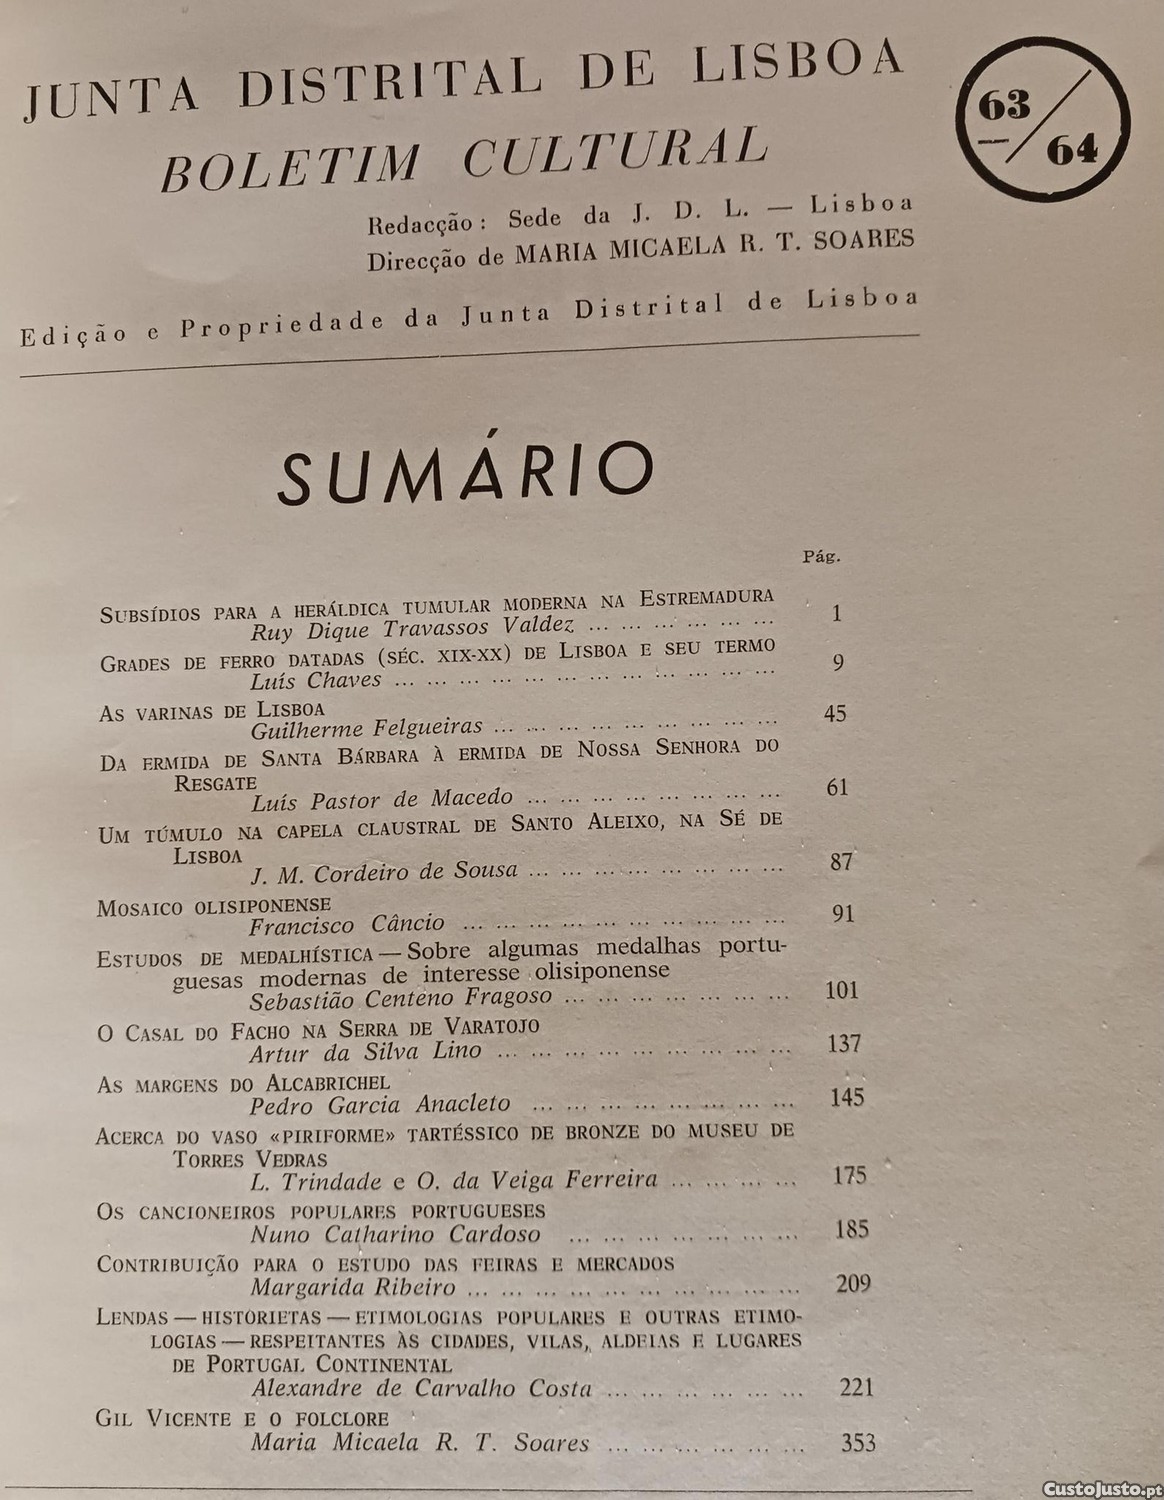 JUNTA DISTRITAL DE LISBOA
63/64
BOLETIM CULTURAL
Redacção: Sede da J. D. L. — Lisboa
Direcção de MARIA MICAELA R. T. SOARES
Edição e Propriedade da Junta Distrital de Lisboa
SUMÁRIO
Pág.
SUBSÍDIOS PARA A HERÁLDICA TUMULAR MODERNA NA ESTREMADURA
Ruy Dique Travassos Valdez ... ... ... ... ... ... 1
GRADES DE FERRO DATADAS (SÉC. XIX-XX) DE LISBOA E SEU TERMO
Luís Chaves ... ... ... ... ... ... ... ... ... ... ... ... 9
AS VARINAS DE LISBOA
Guilherme Felgueiras ... ... ... ... ... ... ... ... ... 45
DA ERMIDA DE SANTA BÁRBARA À ERMIDA DE NOSSA SENHORA DO
RESGATE
Luís Pastor de Macedo ... ... ... ... ... ... ... ... 61
UM TÚMULO NA CAPELA CLAUSTRAL DE SANTO ALEIXO, NA SÉ DE
LISBOA
J. M. Cordeiro de Sousa ... ... ... ... ... ... ... ... 87
MOSAICO OLISIPONENSE
Francisco Câncio ... ... ... ... ... ... ... ... ... ... 91
ESTUDOS DE MEDALHÍSTICA — Sobre algumas medalhas portu-
guesas modernas de interesse olisiponense
Sebastião Centeno Fragoso ... ... ... ... ... ... ... 101
O CASAL DO FACHO NA SERRA DE VARATOJO
Artur da Silva Lino ... ... ... ... ... ... ... ... ... 137
AS MARGENS DO ALCABRICHEL
Pedro Garcia Anacleto ... ... ... ... ... ... ... ... 145
ACERCA DO VASO «PIRIFORME» TARTÉSSICO DE BRONZE DO MUSEU DE
TORRES VEDRAS
L. Trindade e O. da Veiga Ferreira ... ... ... ... 175
OS CANCIONEIROS POPULARES PORTUGUESES
Nuno Catharino Cardoso ... ... ... ... ... ... ... 185
CONTRIBUIÇÃO PARA O ESTUDO DAS FEIRAS E MERCADOS
Margarida Ribeiro ... ... ... ... ... ... ... ... ... ... 209
LENDAS — HISTORIETAS — ETIMOLOGIAS POPULARES E OUTRAS ETIMO-
LOGIAS — RESPEITANTES ÀS CIDADES, VILAS, ALDEIAS E LUGARES
DE PORTUGAL CONTINENTAL
Alexandre de Carvalho Costa ... ... ... ... ... ... 221
GIL VICENTE E O FOLCLORE
Maria Micaela R. T. Soares ... ... ... ... ... ... 353
CustoJusto.pt